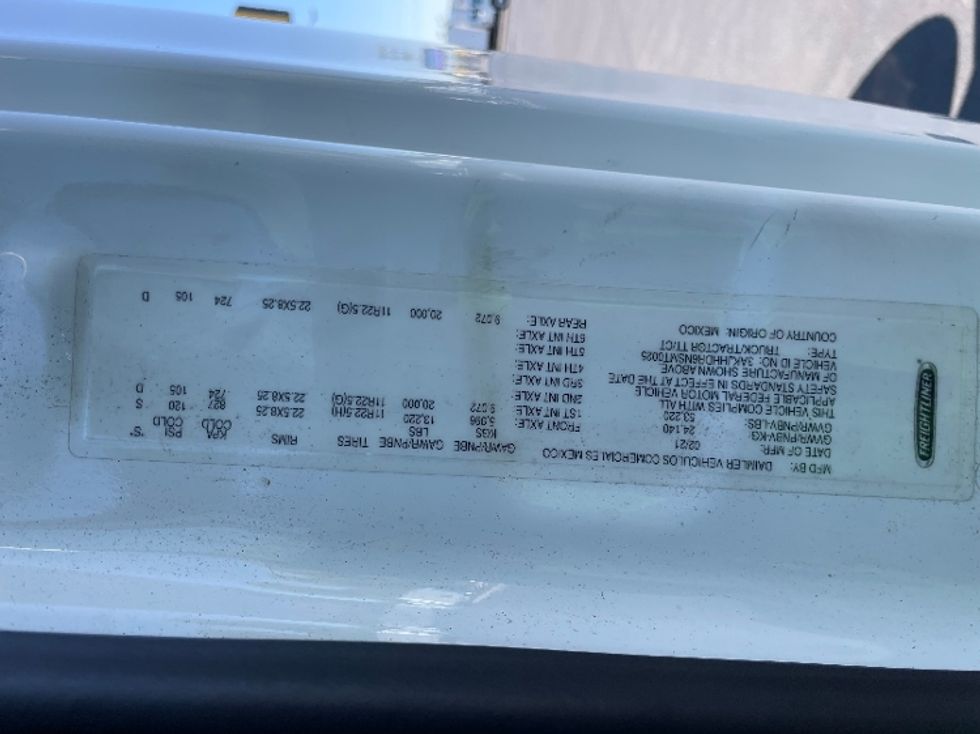 FREIGHTLINER
MFD BY: DAIMLER VEHICULOS COMERCIALES MEXICO
DATE OF MFR: 02/21
GVWR/PNBV-KG: 24,140
GVWR/PNBV-LBS: 53,220
THIS VEHICLE COMPLIES WITH ALL
APPLICABLE FEDERAL MOTOR VEHICLE
SAFETY STANDARDS IN EFFECT AT THE DATE
OF MANUFACTURE SHOWN ABOVE
VEHICLE ID NO.: 3AKJHHDR6NSMT0025
TYPE: TRUCK/TRACTOR TT/CT
COUNTRY OF ORIGIN: MEXICO
GAWR/PNBE GAWR/PNBE TIRES RIMS KPA PSI "S"
KGS LBS COLD COLD
FRONT AXLE: 5,996 13,220 11R22.5(H) 22.5X8.25 827 120 S
1ST INT AXLE: 9,072 20,000 11R22.5(G) 22.5X8.25 724 105 D
2ND INT AXLE:
3RD INT AXLE:
4TH INT AXLE:
5TH INT AXLE:
6TH INT AXLE:
REAR AXLE: 9,072 20,000 11R22.5(G) 22.5X8.25 724 105 D